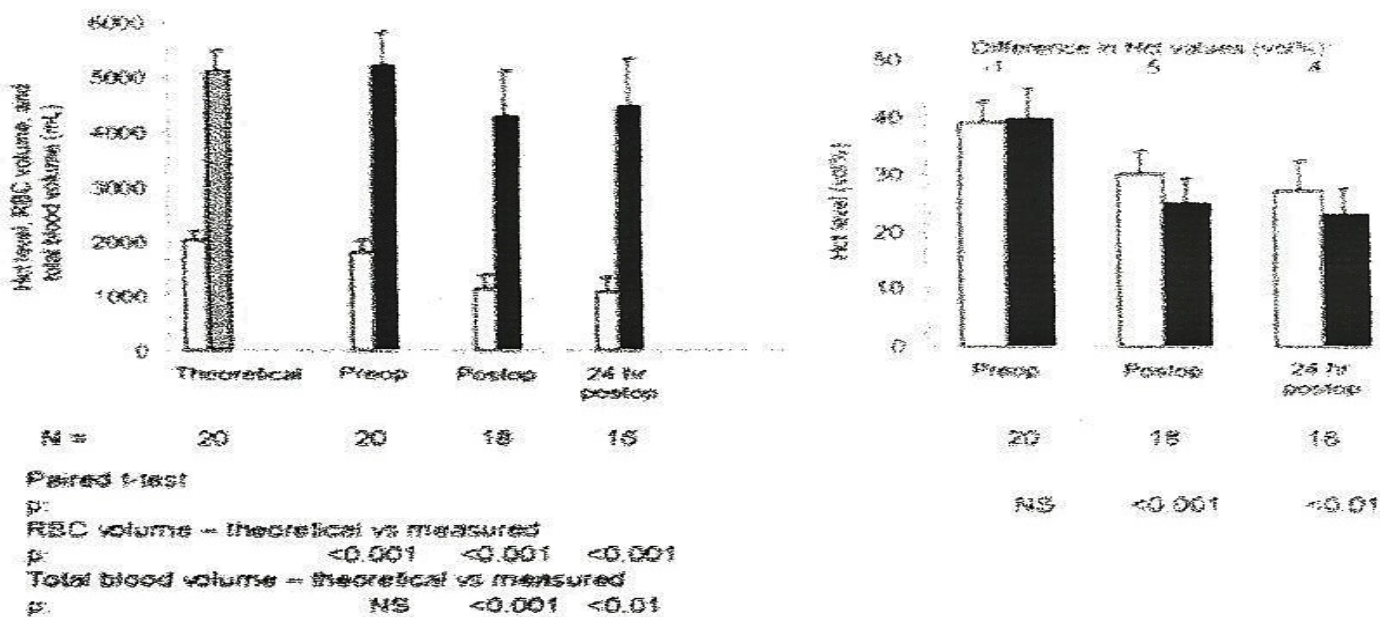 Hct level, RBC volume, and
total blood volume (mL)
6000
5000
4000
3000
2000
1000
0
Theoretical Preop Postop 24 hr
postop
N = 20 20 18
Paired t-test
p:
RBC volume – theoretical vs measured
p: <0.001 <0.001 <0.001
Total blood volume – theoretical vs measured
p: NS <0.001 <0.01
Difference in Hct values (vol%):
5 4
Hct level (vol%)
50
40
30
20
10
0
Preop Postop 24 hr
postop
20 18 18
NS <0.001 <0.01